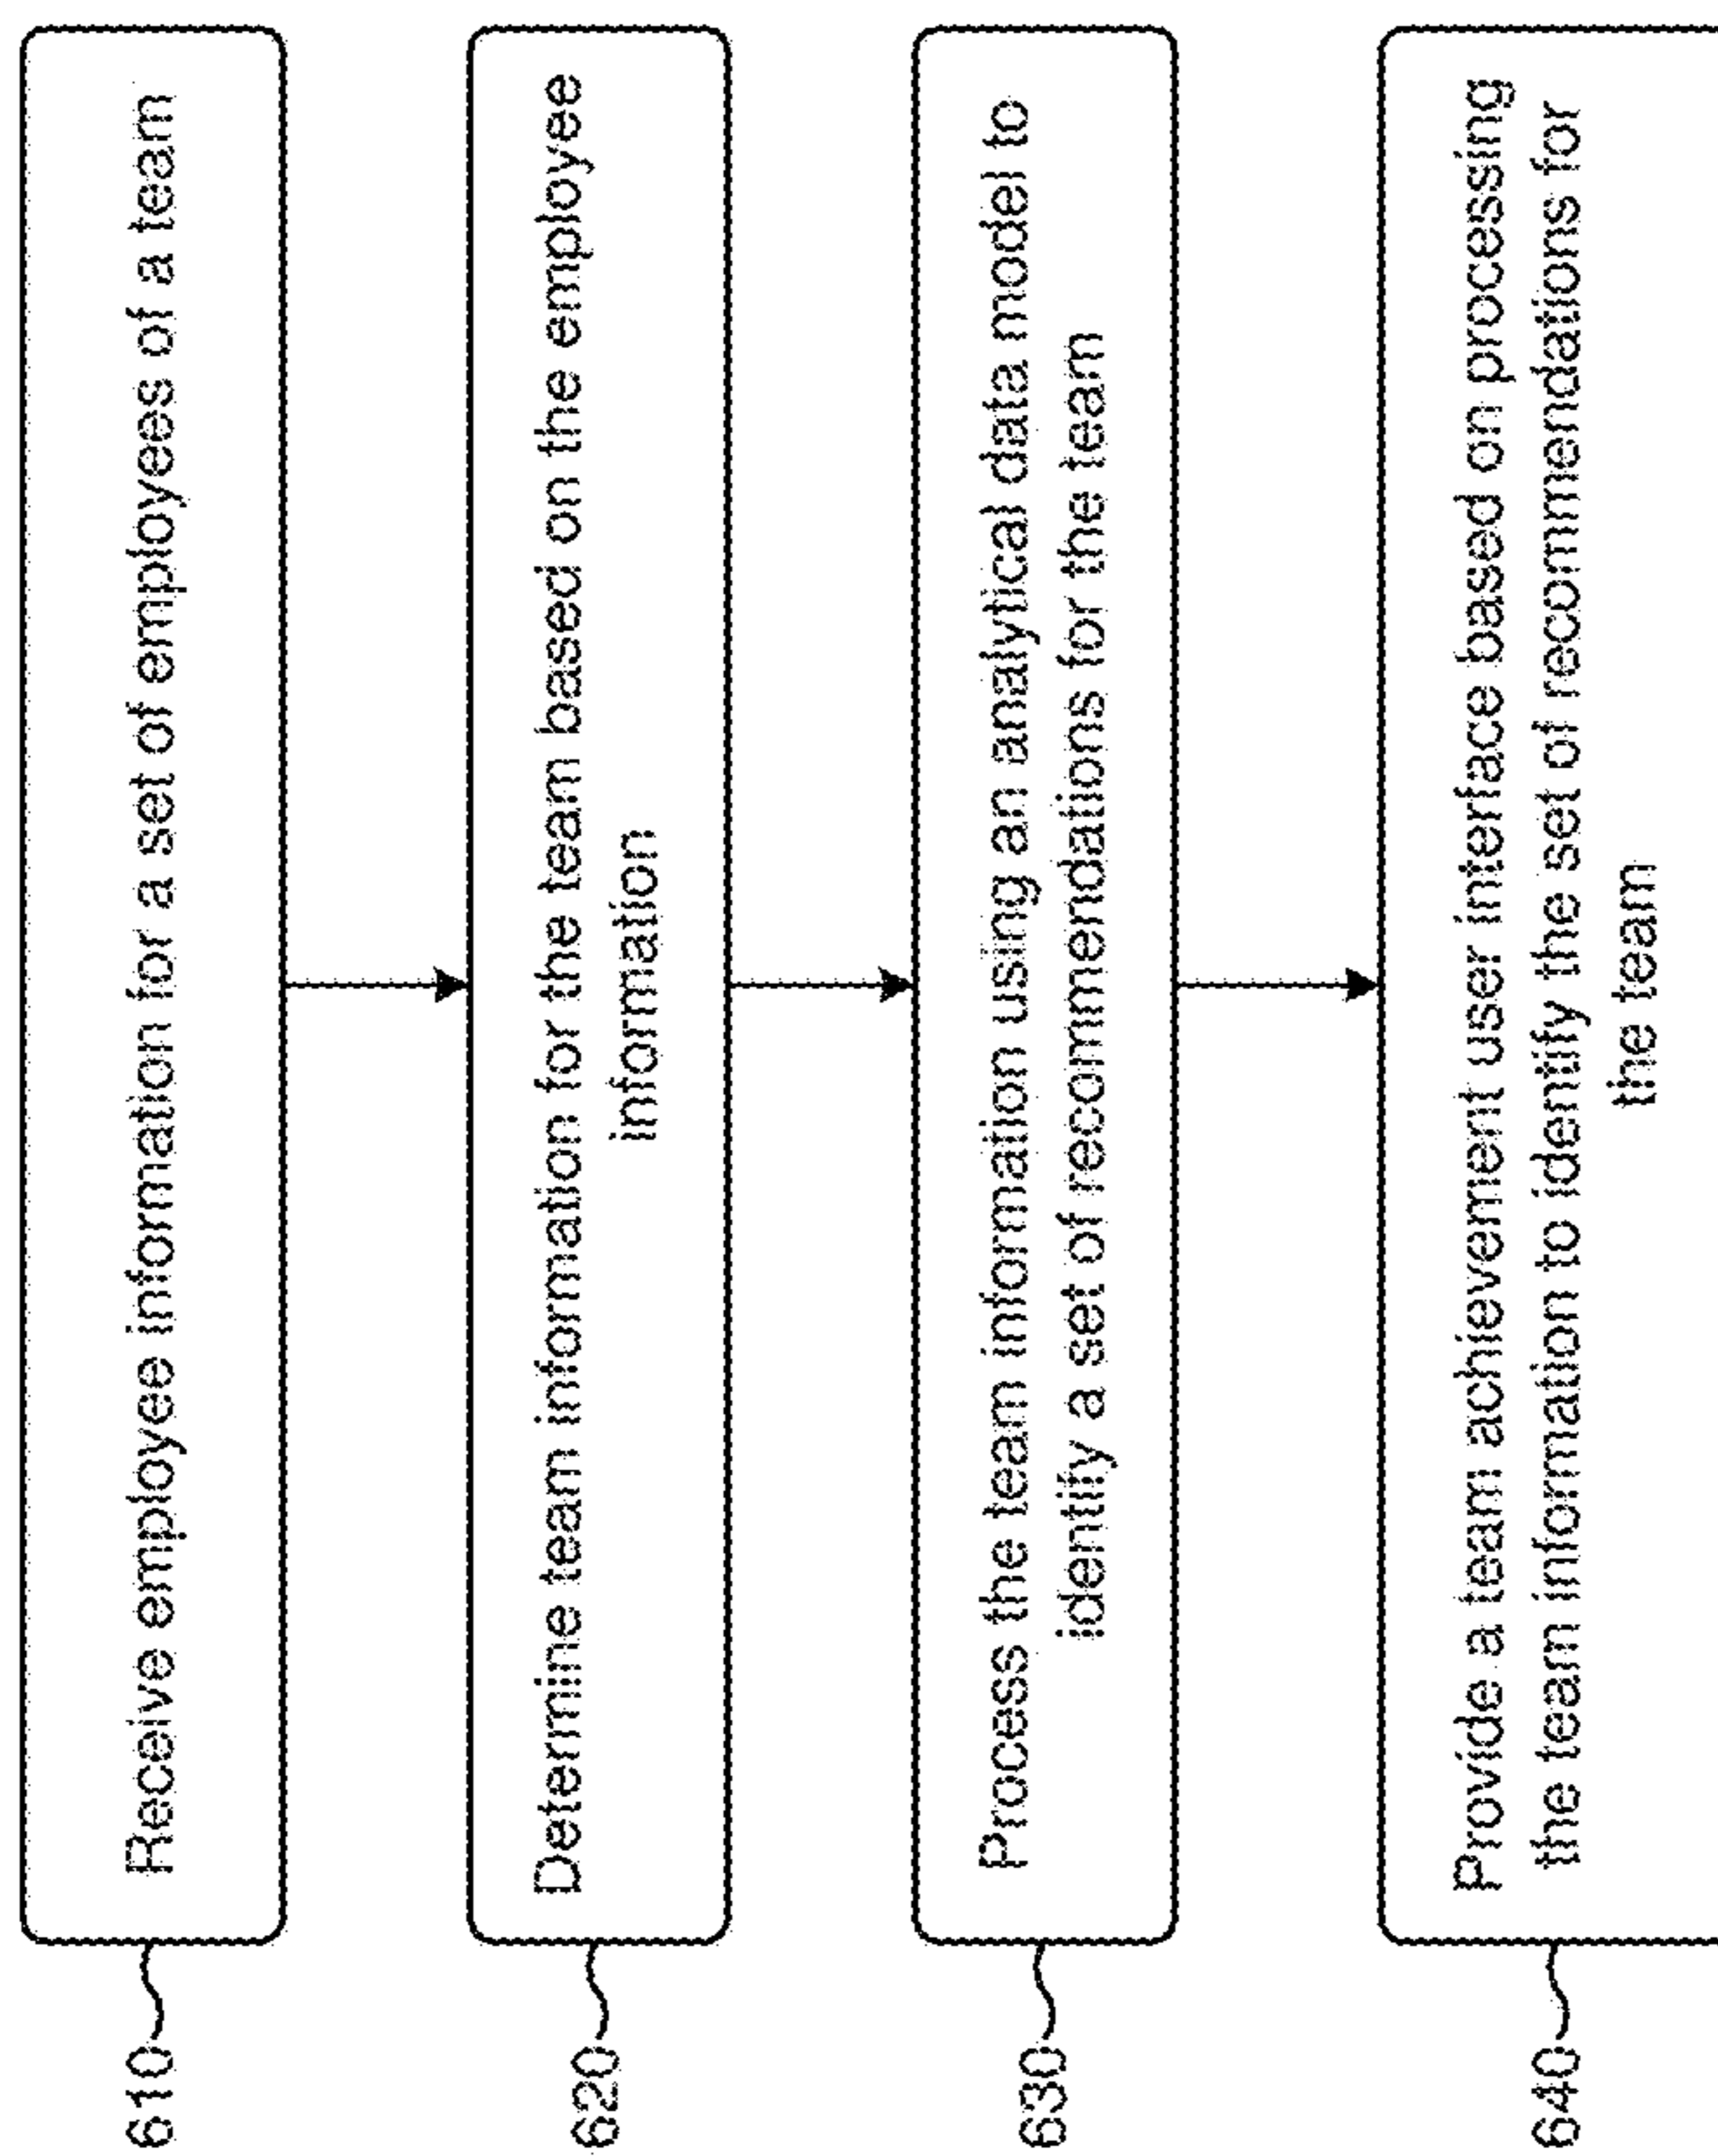 610
Receive employee information for a set of employees of a team
620
Determine team information for the team based on the employee
information
630
Process the team information using an analytical data model to
identify a set of recommendations for the team
640
Provide a team achievement user interface based on processing
the team information to identify the set of recommendations for
the team